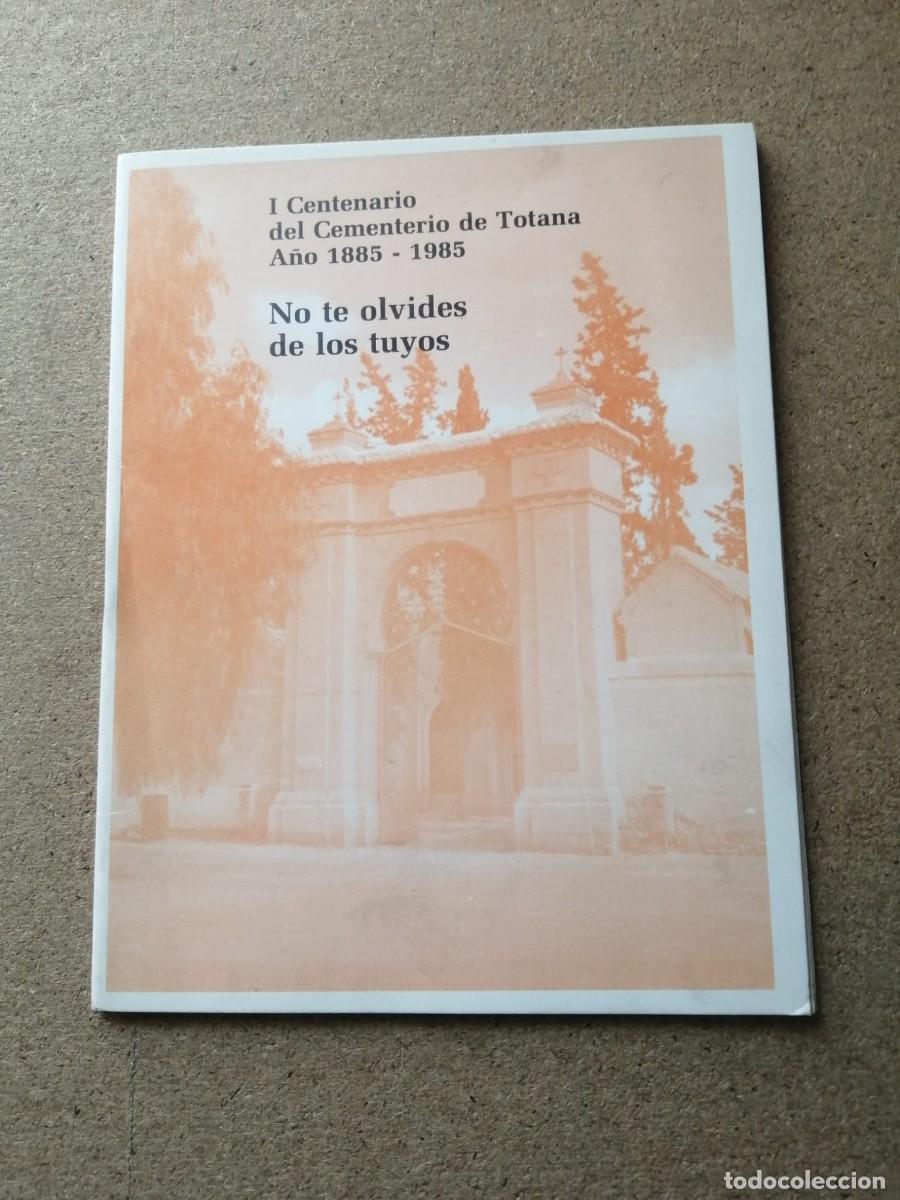 I Centenario
del Cementerio de Totana
Año 1885 - 1985
No te olvides
de los tuyos
todocoleccion